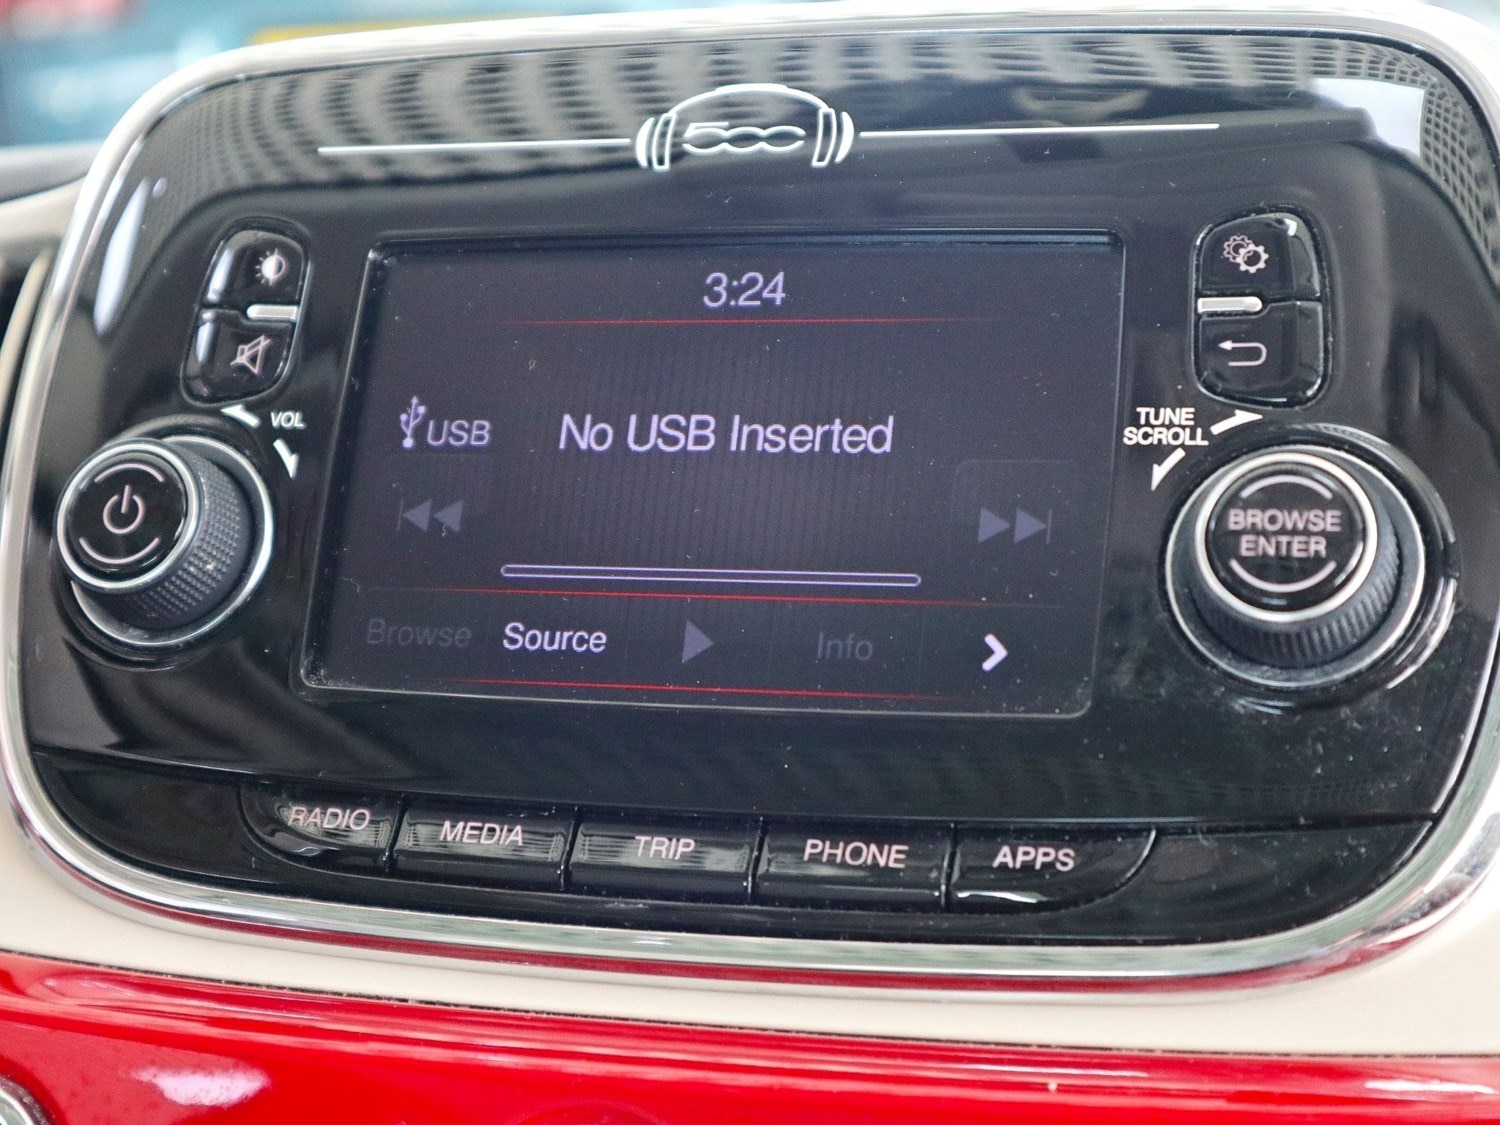 500
3:24
VOL
TUNE
SCROLL
USB No USB Inserted
BROWSE
ENTER
Browse Source Info
RADIO MEDIA TRIP PHONE APPS